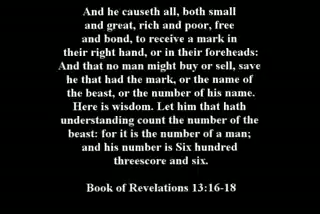 And he causeth all, both small
and great, rich and poor, free
and bond, to receive a mark in
their right hand, or in their foreheads:
And that no man might buy or sell, save
he that had the mark, or the name of
the beast, or the number of his name.
Here is wisdom. Let him that hath
understanding count the number of the
beast: for it is the number of a man;
and his number is Six hundred
threescore and six.
Book of Revelations 13:16-18